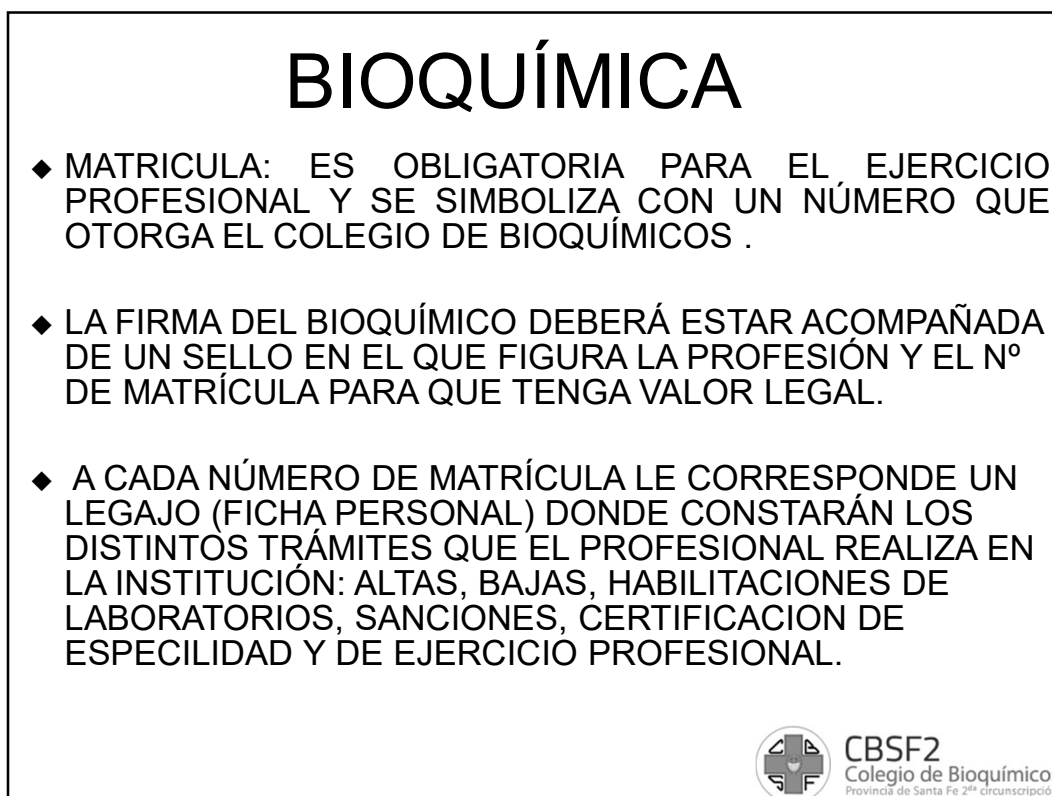 BIOQUÍMICA
◆ MATRICULA: ES OBLIGATORIA PARA EL EJERCICIO
PROFESIONAL Y SE SIMBOLIZA CON UN NÚMERO QUE
OTORGA EL COLEGIO DE BIOQUÍMICOS .
◆ LA FIRMA DEL BIOQUÍMICO DEBERÁ ESTAR ACOMPAÑADA
DE UN SELLO EN EL QUE FIGURA LA PROFESIÓN Y EL Nº
DE MATRÍCULA PARA QUE TENGA VALOR LEGAL.
◆ A CADA NÚMERO DE MATRÍCULA LE CORRESPONDE UN
LEGAJO (FICHA PERSONAL) DONDE CONSTARÁN LOS
DISTINTOS TRÁMITES QUE EL PROFESIONAL REALIZA EN
LA INSTITUCIÓN: ALTAS, BAJAS, HABILITACIONES DE
LABORATORIOS, SANCIONES, CERTIFICACION DE
ESPECILIDAD Y DE EJERCICIO PROFESIONAL.
C B
S F
CBSF2
Colegio de Bioquímico
Provincia de Santa Fe 2da circunscripció